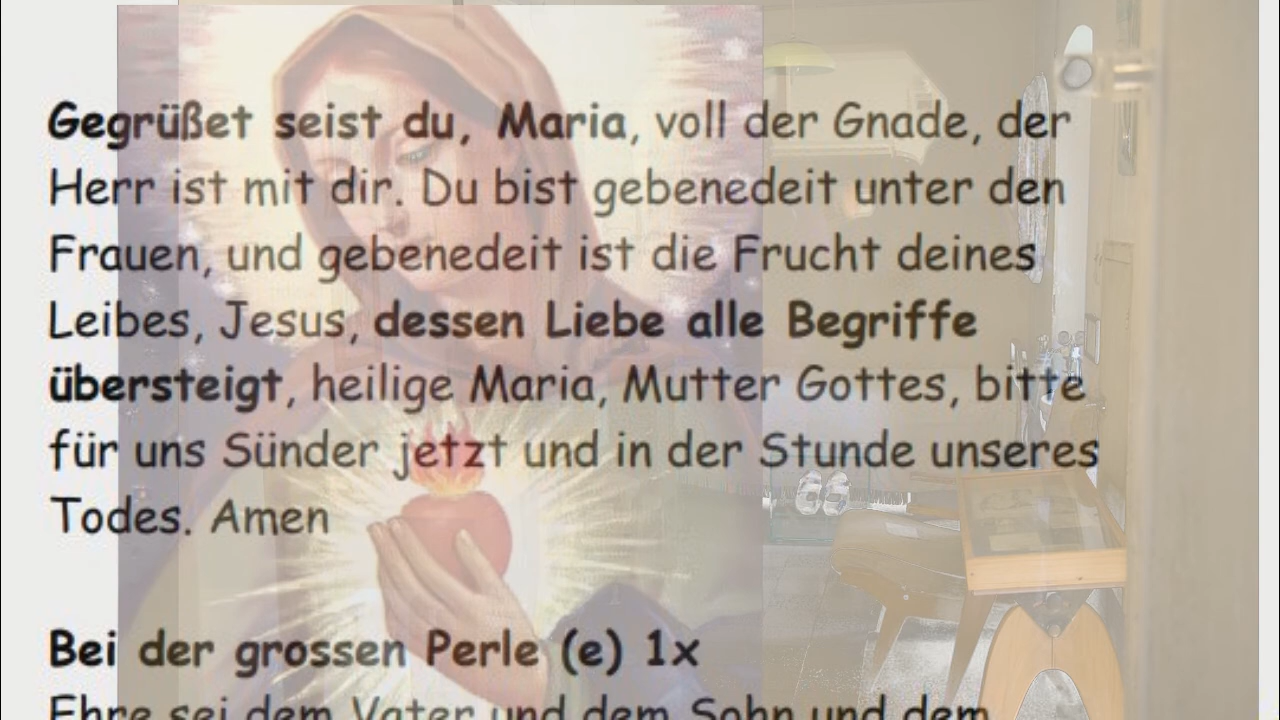 Gegrüßet seist du, Maria, voll der Gnade, der
Herr ist mit dir. Du bist gebenedeit unter den
Frauen, und gebenedeit ist die Frucht deines
Leibes, Jesus, dessen Liebe alle Begriffe
übersteigt, heilige Maria, Mutter Gottes, bitte
für uns Sünder jetzt und in der Stunde unseres
Todes. Amen
Bei der grossen Perle (e) 1x
Ehre sei dem Vater und dem Sohn und dem